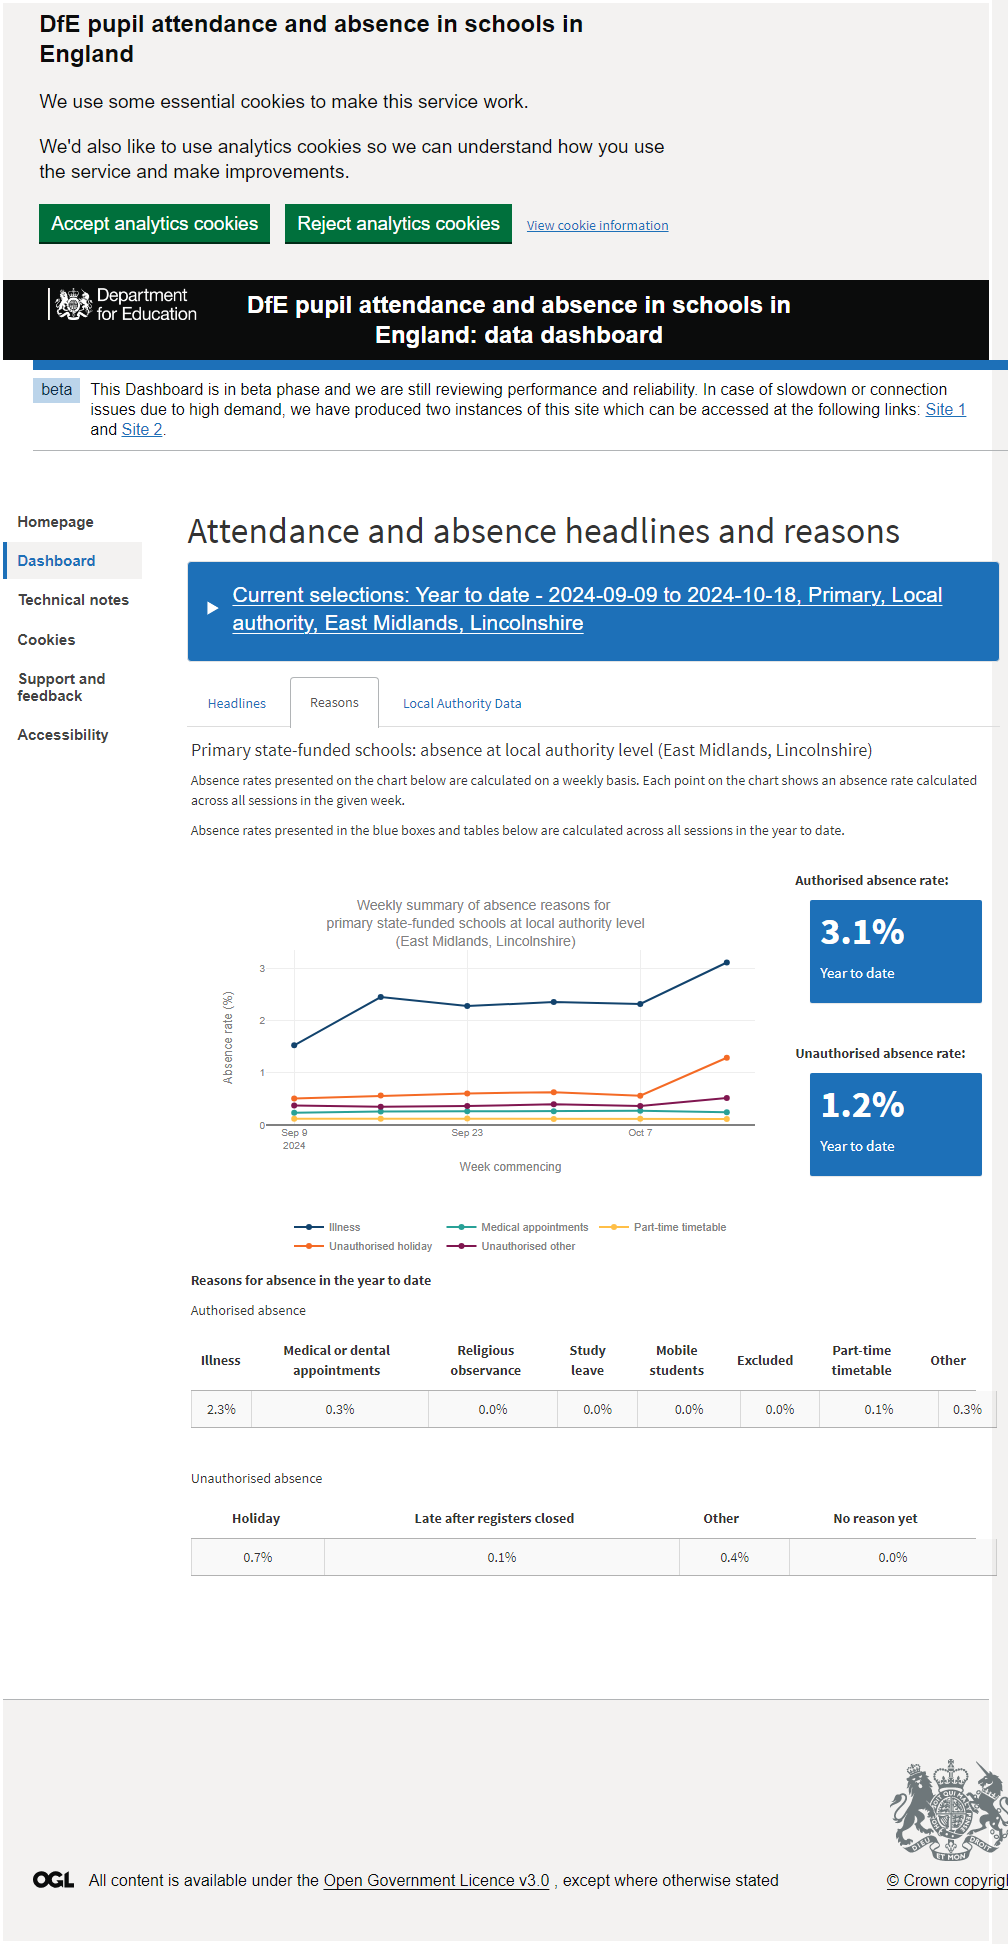 DfE pupil attendance and absence in schools in
England
We use some essential cookies to make this service work.
We'd also like to use analytics cookies so we can understand how you use
the service and make improvements.
Accept analytics cookies
Reject analytics cookies
View cookie information
Department
for Education
DfE pupil attendance and absence in schools in
England: data dashboard
beta
This Dashboard is in beta phase and we are still reviewing performance and reliability. In case of slowdown or connection
issues due to high demand, we have produced two instances of this site which can be accessed at the following links: Site 1
and Site 2.
Homepage
Dashboard
Technical notes
Cookies
Support and
feedback
Accessibility
Attendance and absence headlines and reasons
Current selections: Year to date - 2024-09-09 to 2024-10-18, Primary, Local
authority, East Midlands, Lincolnshire
Headlines
Reasons
Local Authority Data
Primary state-funded schools: absence at local authority level (East Midlands, Lincolnshire)
Absence rates presented on the chart below are calculated on a weekly basis. Each point on the chart shows an absence rate calculated
across all sessions in the given week.
Absence rates presented in the blue boxes and tables below are calculated across all sessions in the year to date.
Weekly summary of absence reasons for
primary state-funded schools at local authority level
(East Midlands, Lincolnshire)
Absence rate (%)
3
2
1
0
Sep 9
2024
Sep 23
Oct 7
Week commencing
Illness
Medical appointments
Part-time timetable
Unauthorised holiday
Unauthorised other
Authorised absence rate:
3.1%
Year to date
Unauthorised absence rate:
1.2%
Year to date
Reasons for absence in the year to date
Authorised absence
Illness
Medical or dental
appointments
Religious
observance
Study
leave
Mobile
students
Excluded
Part-time
timetable
Other
2.3% 0.3% 0.0% 0.0% 0.0% 0.0% 0.1% 0.3%
Unauthorised absence
Holiday Late after registers closed Other No reason yet
0.7% 0.1% 0.4% 0.0%
DIEU ET MON DROIT
OGL All content is available under the Open Government Licence v3.0 , except where otherwise stated
© Crown copyrigh